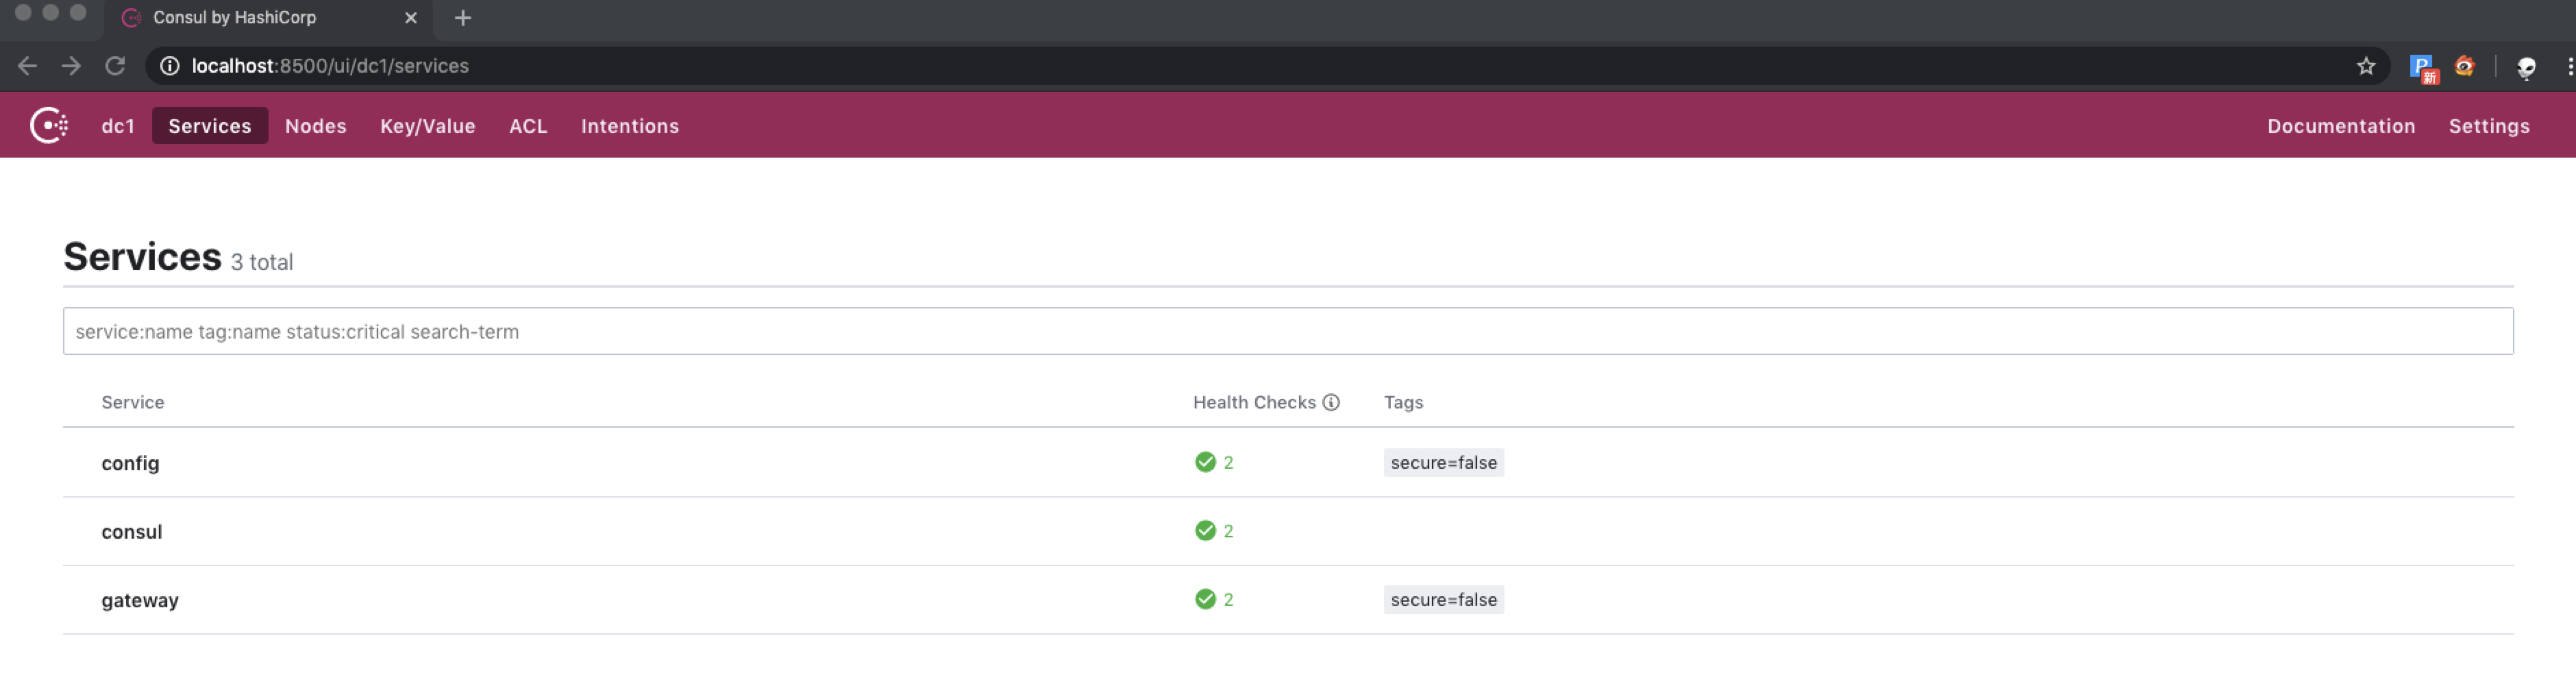 Consul by HashiCorp
localhost:8500/ui/dc1/services
新
dc1 Services Nodes Key/Value ACL Intentions Documentation Settings
Services 3 total
service:name tag:name status:critical search-term
Service Health Checks Tags
config 2 secure=false
consul 2
gateway 2 secure=false